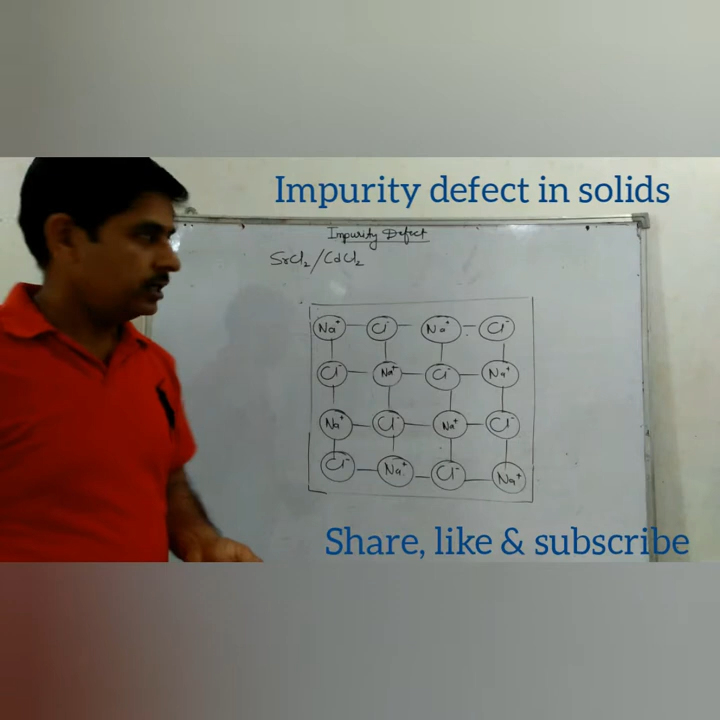 Impurity defect in solids
Impurity Defect
SrCl₂/CdCl₂
Na⁺ Cl⁻ Na⁺ Cl⁻
Cl⁻ Na⁺ Cl⁻ Na⁺
Na⁺ Cl⁻ Na⁺ Cl⁻
Cl⁻ Na⁺ Cl⁻ Na⁺
Share, like & subscribe